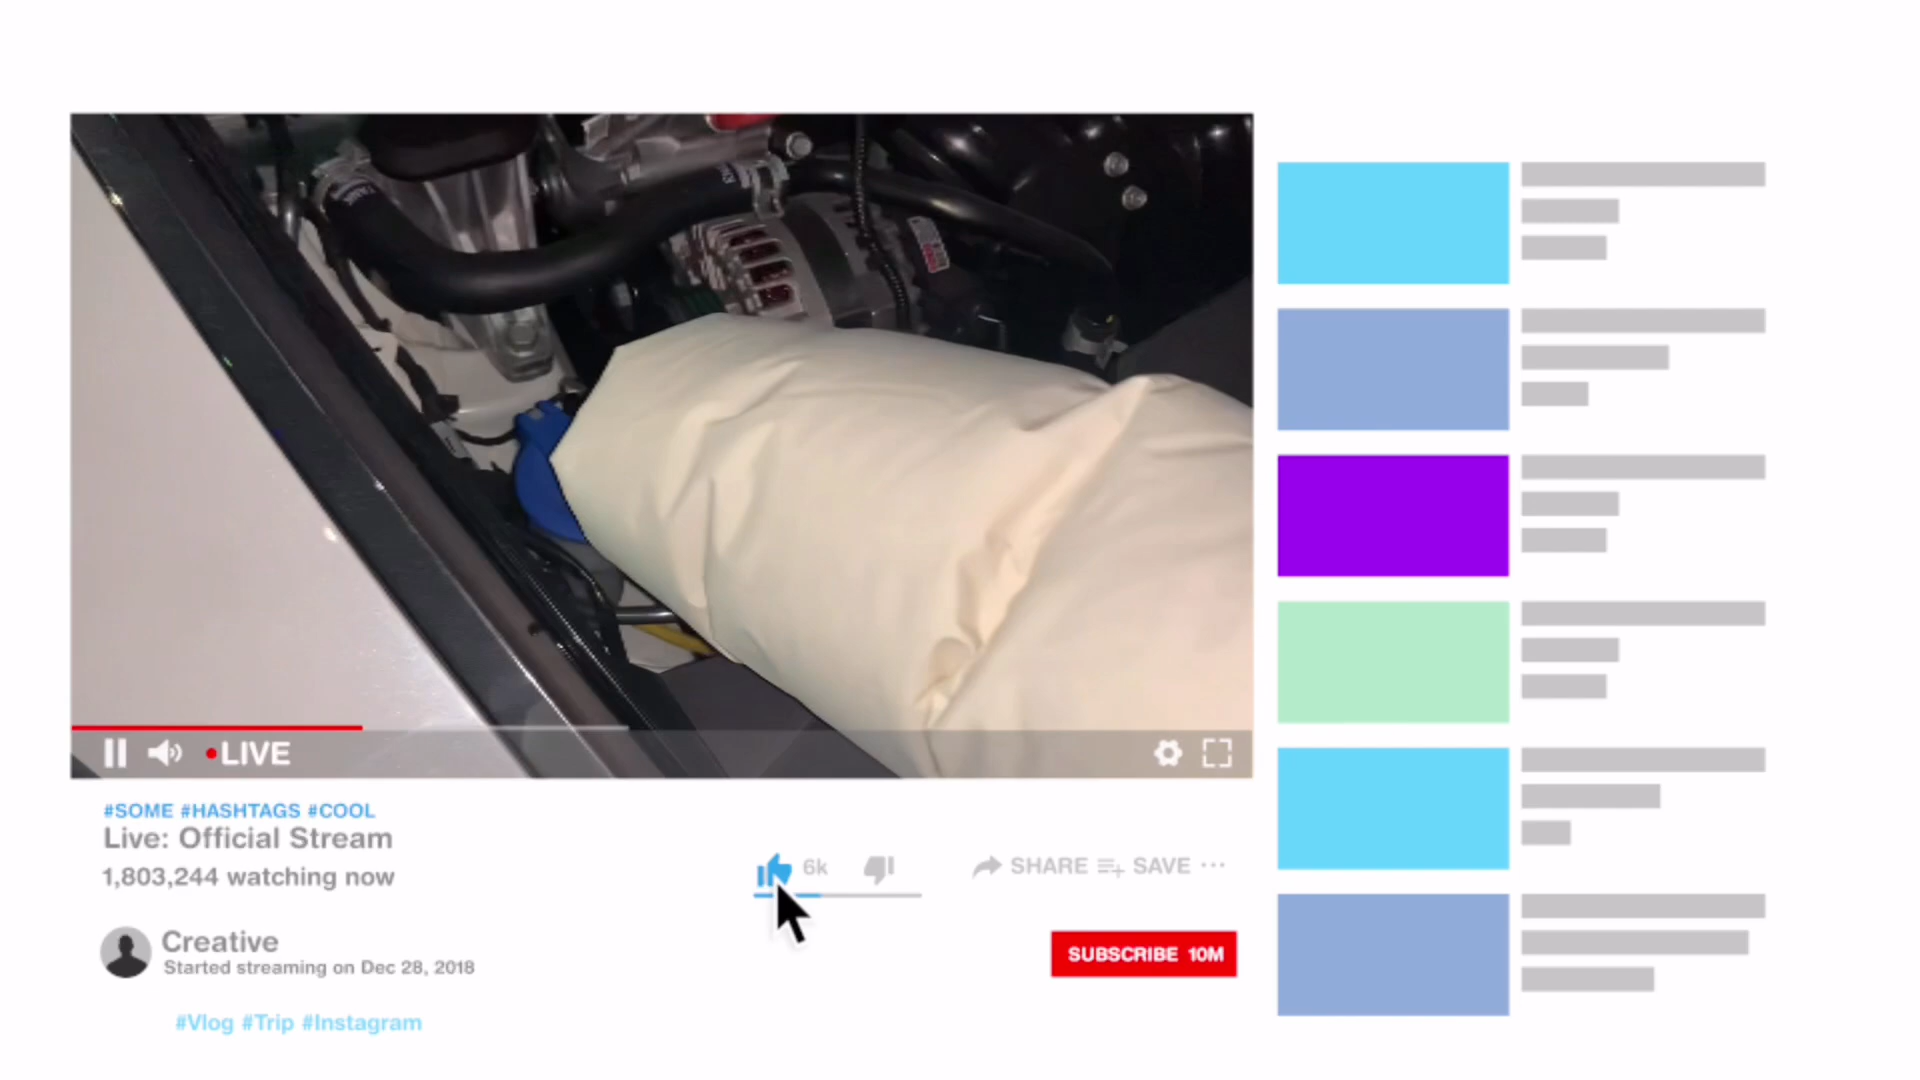 LIVE
#SOME #HASHTAGS #COOL
Live: Official Stream
1,803,244 watching now
6k
SHARE
SAVE
Creative
Started streaming on Dec 28, 2018
SUBSCRIBE 10M
#Vlog #Trip #Instagram